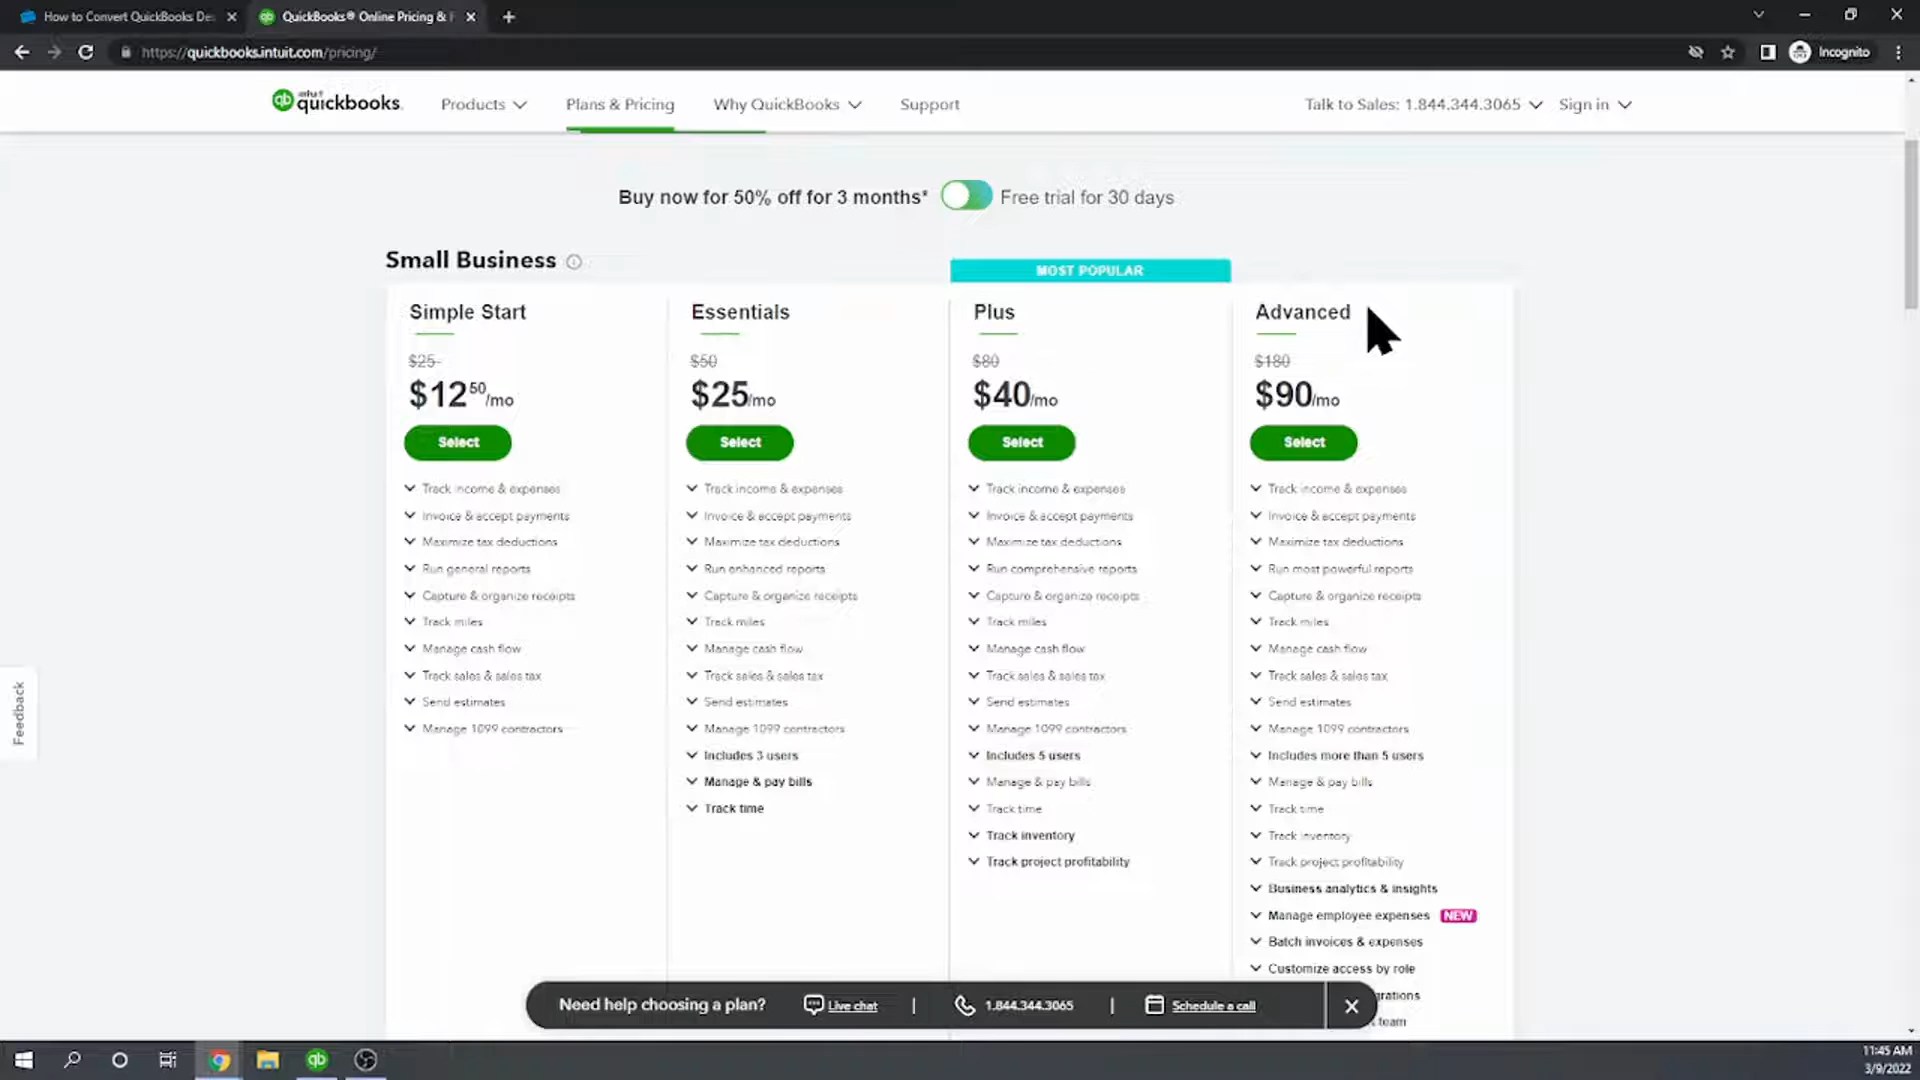 How to Convert QuickBooks De
QuickBooks® Online Pricing &
https://quickbooks.intuit.com/pricing/
Incognito
intuit
quickbooks
Products
Plans & Pricing
Why QuickBooks
Support
Talk to Sales: 1.844.344.3065
Sign in
Buy now for 50% off for 3 months*
Free trial for 30 days
Small Business
MOST POPULAR
Simple Start
$25
$12 50 /mo
Select
Track income & expenses
Invoice & accept payments
Maximize tax deductions
Run general reports
Capture & organize receipts
Track miles
Manage cash flow
Track sales & sales tax
Send estimates
Manage 1099 contractors
Essentials
$50
$25/mo
Select
Track income & expenses
Invoice & accept payments
Maximize tax deductions
Run enhanced reports
Capture & organize receipts
Track miles
Manage cash flow
Track sales & sales tax
Send estimates
Manage 1099 contractors
Includes 3 users
Manage & pay bills
Track time
Plus
$80
$40/mo
Select
Track income & expenses
Invoice & accept payments
Maximize tax deductions
Run comprehensive reports
Capture & organize receipts
Track miles
Manage cash flow
Track sales & sales tax
Send estimates
Manage 1099 contractors
Includes 5 users
Manage & pay bills
Track time
Track inventory
Track project profitability
Advanced
$180
$90/mo
Select
Track income & expenses
Invoice & accept payments
Maximize tax deductions
Run most powerful reports
Capture & organize receipts
Track miles
Manage cash flow
Track sales & sales tax
Send estimates
Manage 1099 contractors
Includes more than 5 users
Manage & pay bills
Track time
Track inventory
Track project profitability
Business analytics & insights
Manage employee expenses NEW
Batch invoices & expenses
Customize access by role
grations
team
Feedback
Need help choosing a plan?
Live chat
|
1.844.344.3065
|
Schedule a call
11:45 AM
3/9/2022